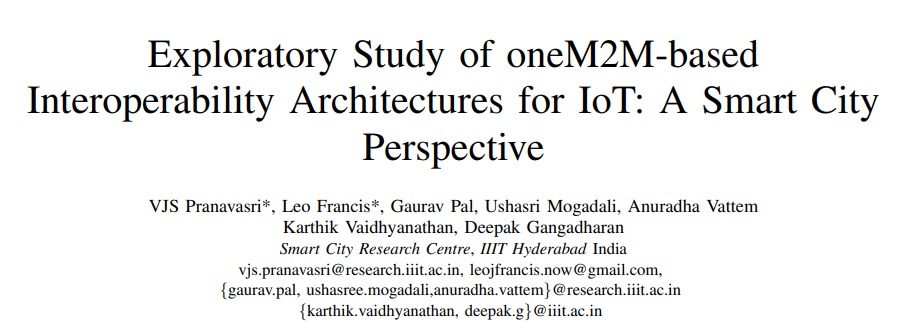 Exploratory Study of oneM2M-based
Interoperability Architectures for IoT: A Smart City
Perspective
VJS Pranavasri*, Leo Francis*, Gaurav Pal, Ushasri Mogadali, Anuradha Vattem
Karthik Vaidhyanathan, Deepak Gangadharan
Smart City Research Centre, IIIT Hyderabad India
vjs.pranavasri@research.iiit.ac.in, leojfrancis.now@gmail.com,
{gaurav.pal, ushasree.mogadali,anuradha.vattem}@research.iiit.ac.in
{karthik.vaidhyanathan, deepak.g}@iiit.ac.in